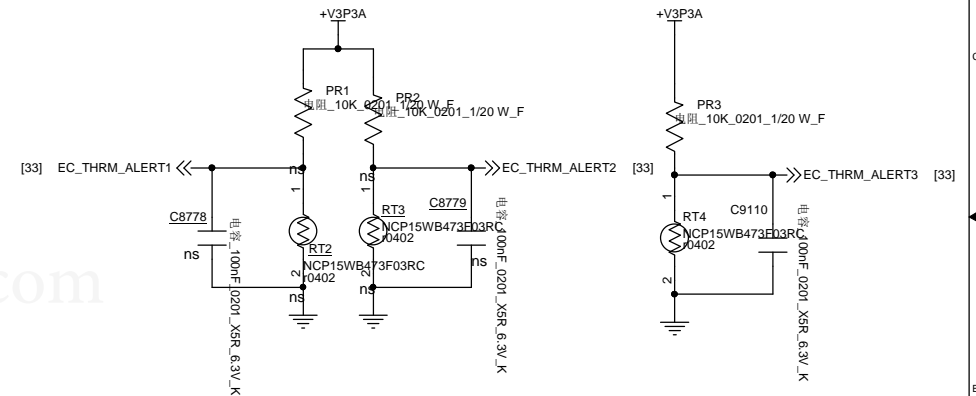 +V3P3A
PR1
电阻_10K_0201_1/20 W_F
PR2
电阻_10K_0201_1/20 W_F
[33] EC_THRM_ALERT1
ns
1
ns
1
EC_THRM_ALERT2 [33]
C8778
电容_100nF_0201_X5R_6.3V_K
ns
RT2
NCP15WB473F03RC
r0402
2
ns
RT3
NCP15WB473F03RC
r0402
2
ns
C8779
电容_100nF_0201_X5R_6.3V_K
ns
+V3P3A
PR3
电阻_10K_0201_1/20 W_F
EC_THRM_ALERT3 [33]
1
RT4
NCP15WB473F03RC
r0402
2
C9110
电容_100nF_0201_X5R_6.3V_K
com